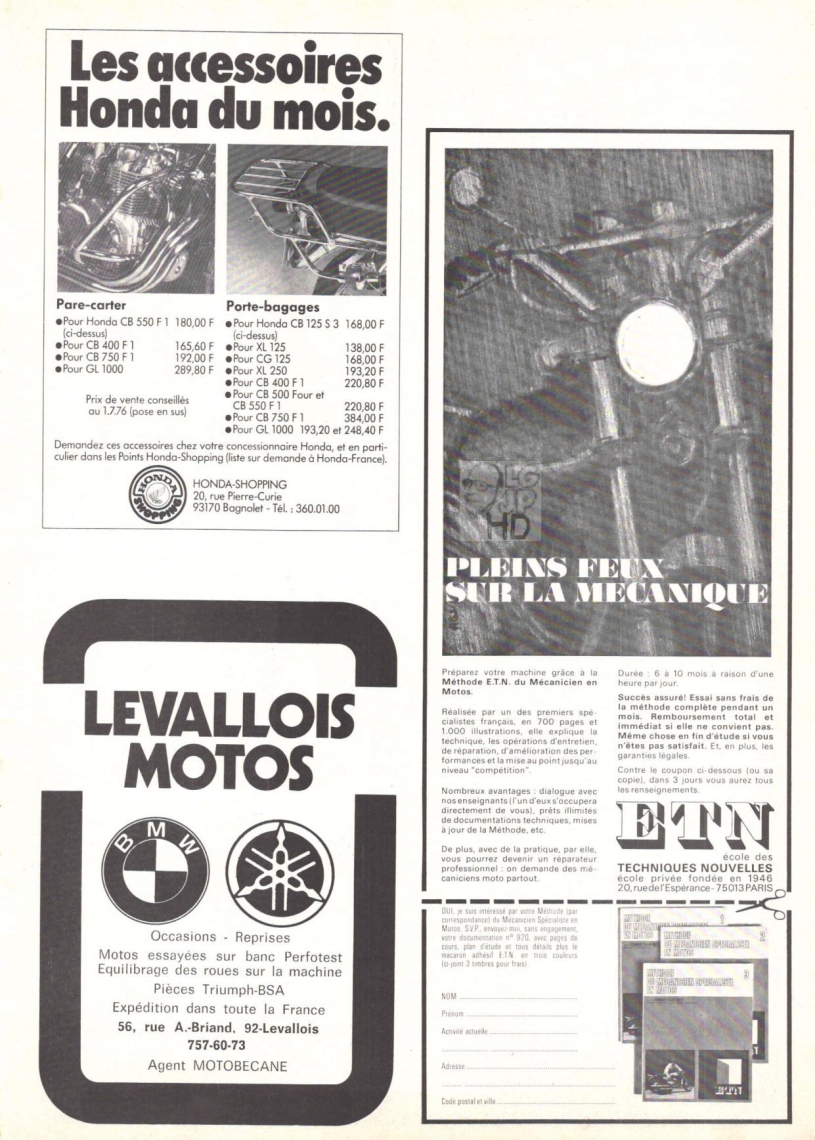 Les accessoires
Honda du mois.
Pare-carter
●Pour Honda CB 550 F 1 180,00 F
(ci-dessus)
●Pour CB 400 F 1 165,60 F
●Pour CB 750 F 1 192,00 F
●Pour GL 1000 289,80 F
Prix de vente conseillés
au 1.7.76 (pose en sus)
Porte-bagages
●Pour Honda CB 125 S 3 168,00 F
(ci-dessus)
●Pour XL 125 138,00 F
●Pour CG 125 168,00 F
●Pour XL 250 193,20 F
●Pour CB 400 F 1 220,80 F
●Pour CB 500 Four et
CB 550 F 1 220,80 F
●Pour CB 750 F 1 384,00 F
●Pour GL 1000 193,20 et 248,40 F
Demandez ces accessoires chez votre concessionnaire Honda, et en parti-
culier dans les Points Honda-Shopping (liste sur demande à Honda-France).
HONDA
SHOPPING
HONDA-SHOPPING
20, rue Pierre-Curie
93170 Bagnolet - Tél. : 360.01.00
LEVALLOIS
MOTOS
BMW
Occasions - Reprises
Motos essayées sur banc Perfotest
Equilibrage des roues sur la machine
Pièces Triumph-BSA
Expédition dans toute la France
56, rue A.-Briand, 92-Levallois
757-60-73
Agent MOTOBECANE
LG
JP
HD
PLEINS FEUX
SUR LA MECANIQUE
Préparez votre machine grâce à la
Méthode E.T.N. du Mécanicien en
Motos.
Réalisée par un des premiers spé-
cialistes français, en 700 pages et
1.000 illustrations, elle explique la
technique, les opérations d'entretien,
de réparation, d'amélioration des per-
formances et la mise au point jusqu'au
niveau "compétition".
Nombreux avantages : dialogue avec
nos enseignants (l'un d'eux s'occupera
directement de vous), prêts illimités
de documentations techniques, mises
à jour de la Méthode, etc.
De plus, avec de la pratique, par elle,
vous pourrez devenir un réparateur
professionnel : on demande des mé-
caniciens moto partout.
Durée : 6 à 10 mois à raison d'une
heure par jour.
Succès assuré! Essai sans frais de
la méthode complète pendant un
mois. Remboursement total et
immédiat si elle ne convient pas.
Même chose en fin d'étude si vous
n'êtes pas satisfait. Et, en plus, les
garanties légales.
Contre le coupon ci-dessous (ou sa
copie), dans 3 jours vous aurez tous
les renseignements.
ETN
école des
TECHNIQUES NOUVELLES
école privée fondée en 1946
20, rue de l'Espérance - 75013 PARIS
OUI, je suis intéressé par votre Méthode (par
correspondance) du Mécanicien Spécialiste en
Motos. S.V.P., envoyez-moi, sans engagement,
votre documentation n° 970, avec pages de
cours, plan d'étude et tous détails plus le
macaron adhésif E.T.N. en trois couleurs
(ci-joint 3 timbres pour frais)
NOM
Prénom
Activité actuelle
Adresse
Code postal et ville
METHODE 1
METHODE 2
DU MECANICIEN SPECIALISTE
EN MOTOS
METHODE 3
DU MECANICIEN SPECIALISTE
EN MOTOS
ETN